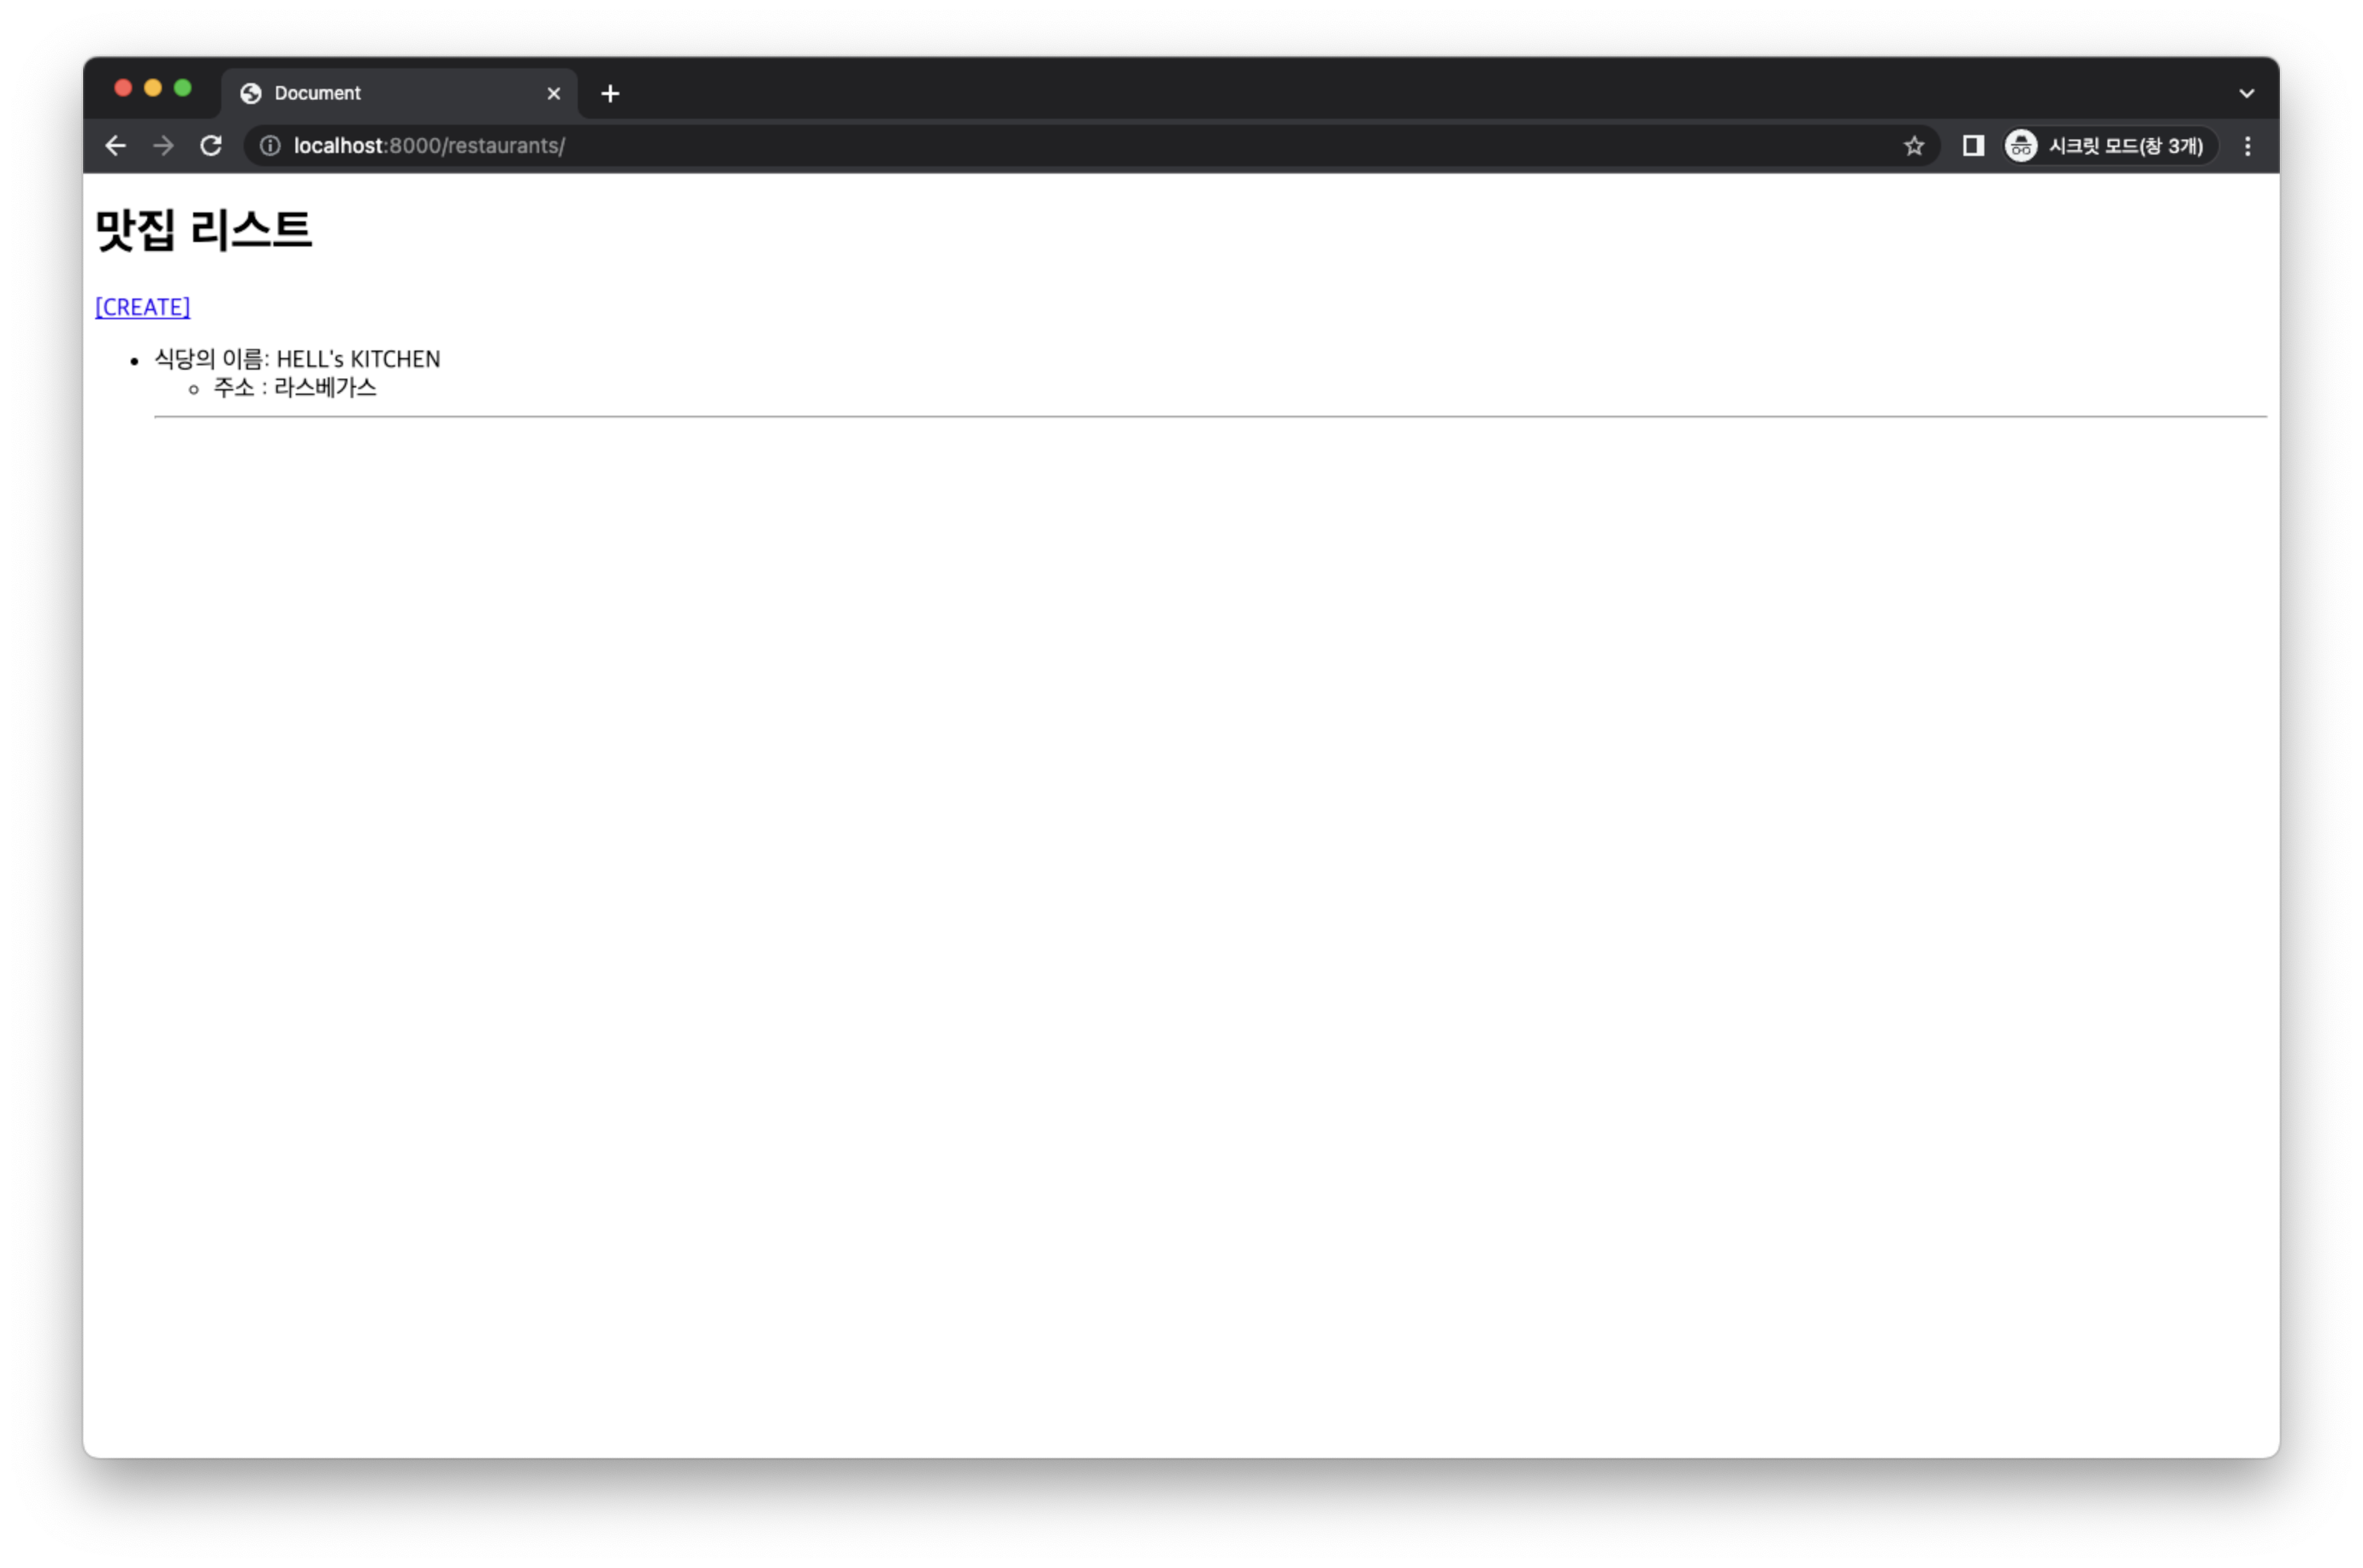 Document
localhost:8000/restaurants/
시크릿 모드(창 3개)
맛집 리스트
[CREATE]
식당의 이름: HELL's KITCHEN
주소 : 라스베가스